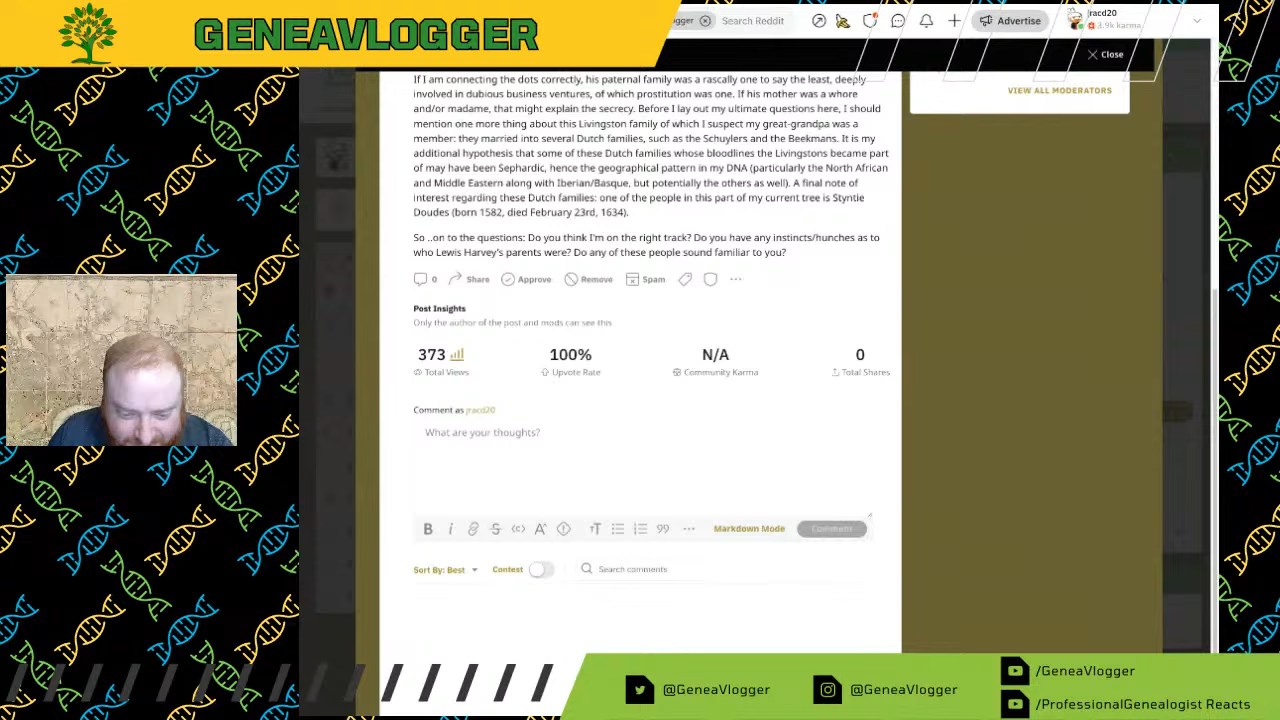 GENEAVLOGGER
gger
Search Reddit
Advertise
jracd20
3.9k karma
Close
If I am connecting the dots correctly, his paternal family was a rascally one to say the least, deeply
involved in dubious business ventures, of which prostitution was one. If his mother was a whore
and/or madame, that might explain the secrecy. Before I lay out my ultimate questions here, I should
mention one more thing about this Livingston family of which I suspect my great-grandpa was a
member: they married into several Dutch families, such as the Schuylers and the Beekmans. It is my
additional hypothesis that some of these Dutch families whose bloodlines the Livingstons became part
of may have been Sephardic, hence the geographical pattern in my DNA (particularly the North African
and Middle Eastern along with Iberian/Basque, but potentially the others as well). A final note of
interest regarding these Dutch families: one of the people in this part of my current tree is Styntie
Doudes (born 1582, died February 23rd, 1634).
So ..on to the questions: Do you think I'm on the right track? Do you have any instincts/hunches as to
who Lewis Harvey's parents were? Do any of these people sound familiar to you?
0 Share Approve Remove Spam
VIEW ALL MODERATORS
Post Insights
Only the author of the post and mods can see this
373 100% N/A 0
Total Views Upvote Rate Community Karma Total Shares
Comment as jracd20
What are your thoughts?
Markdown Mode Comment
Sort By: Best Contest Search comments
@GeneaVlogger @GeneaVlogger
/GeneaVlogger
/ProfessionalGenealogist Reacts